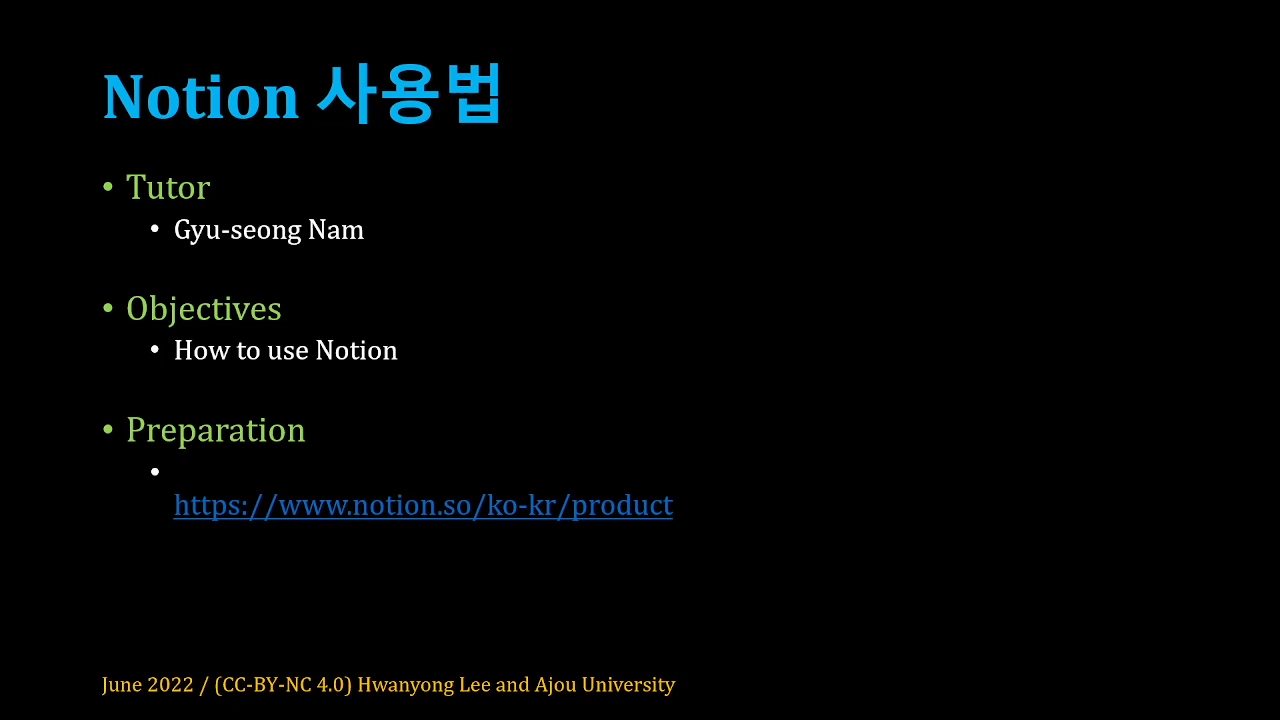 Notion 사용법
• Tutor
• Gyu-seong Nam
• Objectives
• How to use Notion
• Preparation
•
https://www.notion.so/ko-kr/product
June 2022 / (CC-BY-NC 4.0) Hwanyong Lee and Ajou University